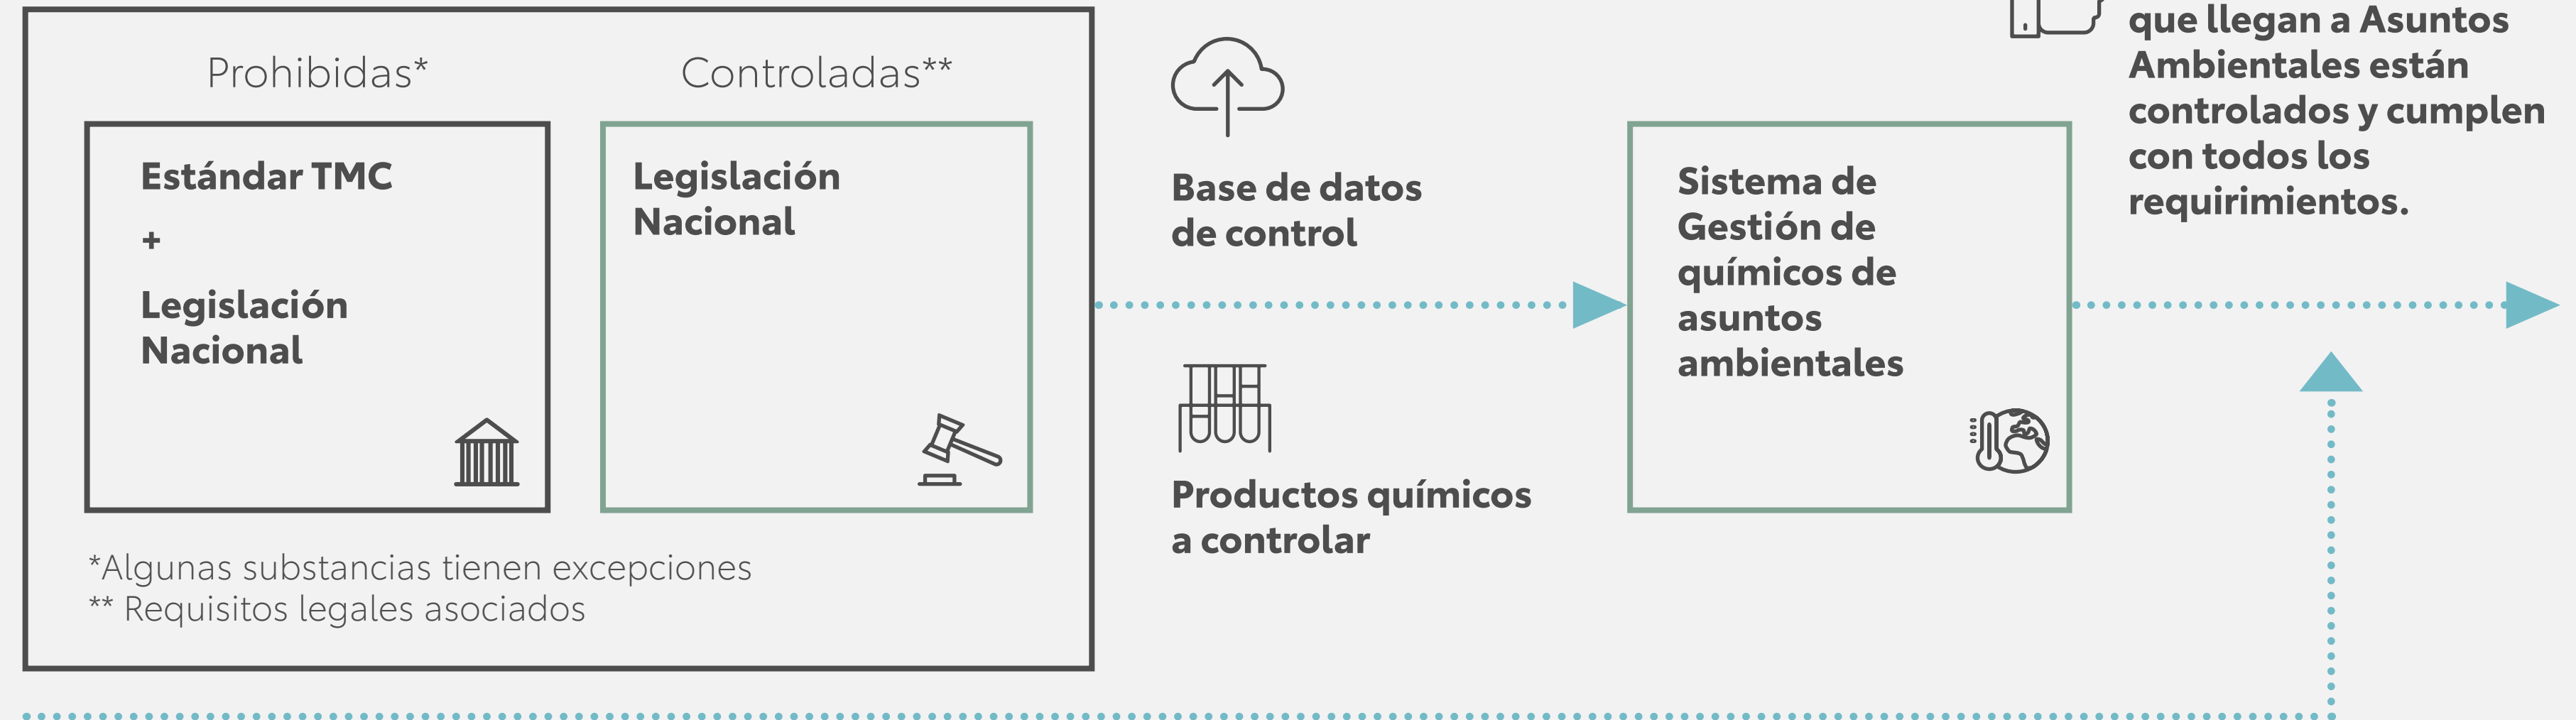 Prohibidas*
Estándar TMC
+
Legislación
Nacional
Controladas**
Legislación
Nacional
*Algunas substancias tienen excepciones
** Requisitos legales asociados
Base de datos
de control
Productos químicos
a controlar
Sistema de
Gestión de
químicos de
asuntos
ambientales
que llegan a Asuntos
Ambientales están
controlados y cumplen
con todos los
requirimientos.